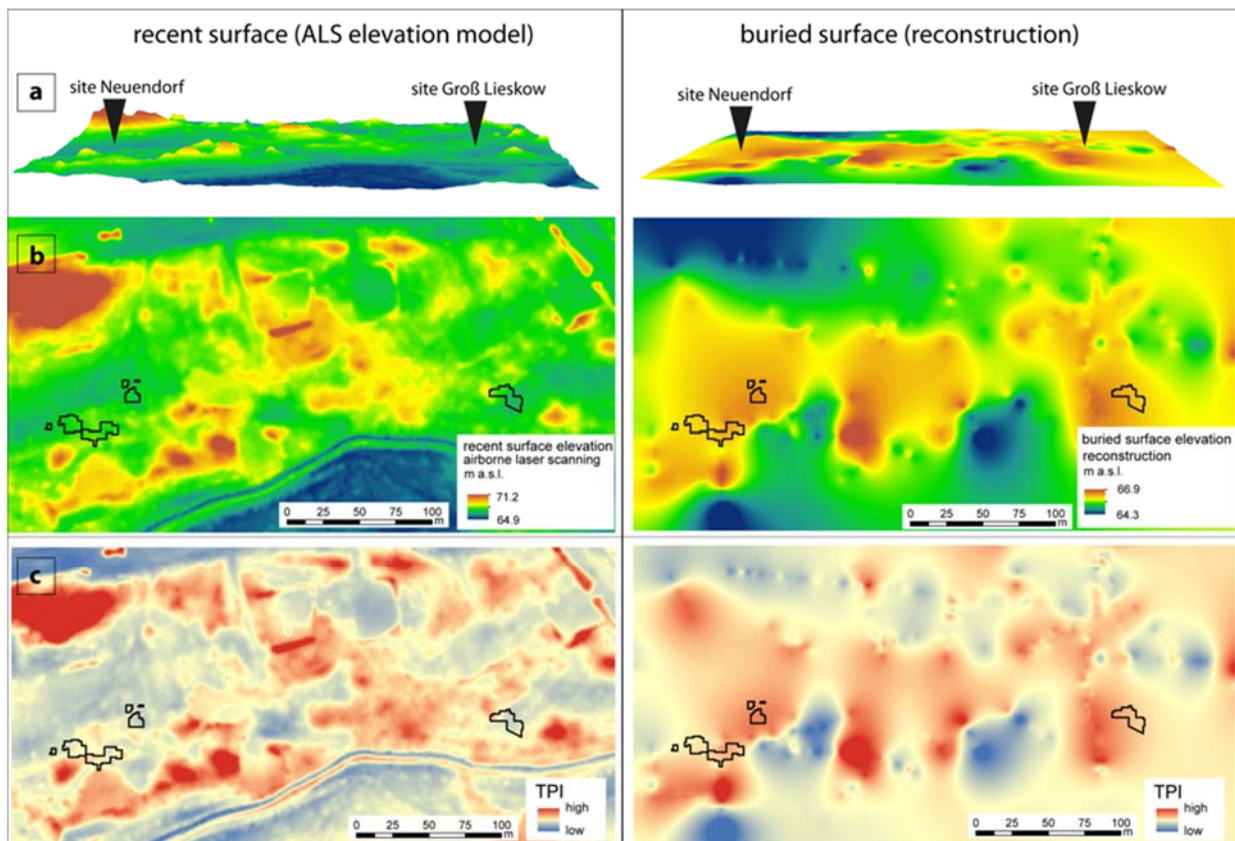 recent surface (ALS elevation model)
buried surface (reconstruction)
a
site Neuendorf
site Groß Lieskow
site Neuendorf
site Groß Lieskow
b
recent surface elevation
airborne laser scanning
m a.s.l.
71.2
64.9
0 25 50 75 100
m
buried surface elevation
reconstruction
m a.s.l.
66.9
64.3
0 25 50 75 100
m
c
TPI
high
low
0 25 50 75 100
m
TPI
high
low
0 25 50 75 100
m